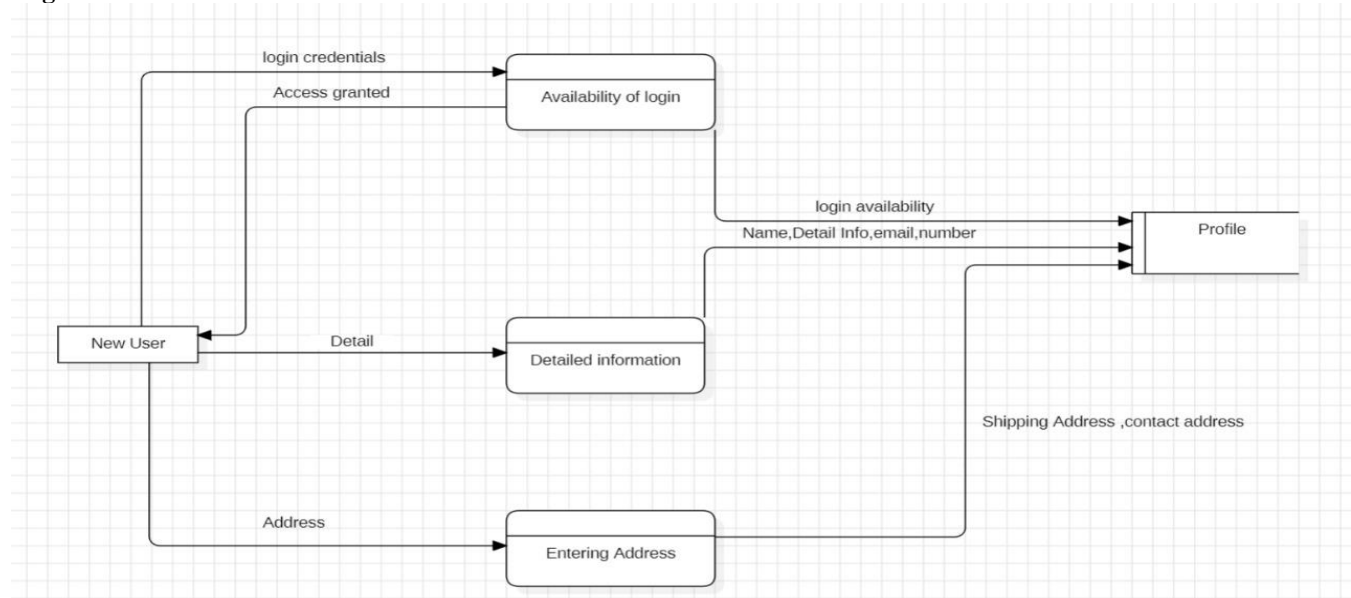 login credentials
Access granted
Availability of login
login availability
Name,Detail Info,email,number
Profile
New User
Detail
Detailed information
Shipping Address ,contact address
Address
Entering Address